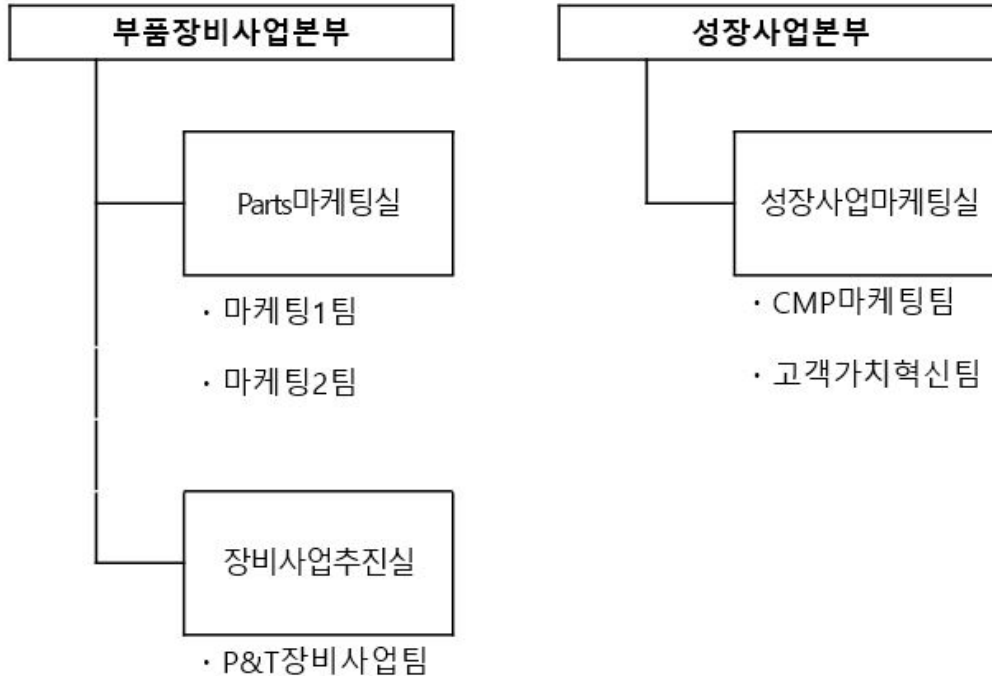 부품장비사업본부
Parts마케팅실
· 마케팅1팀
· 마케팅2팀
장비사업추진실
· P&T장비사업팀
성장사업본부
성장사업마케팅실
· CMP마케팅팀
· 고객가치혁신팀